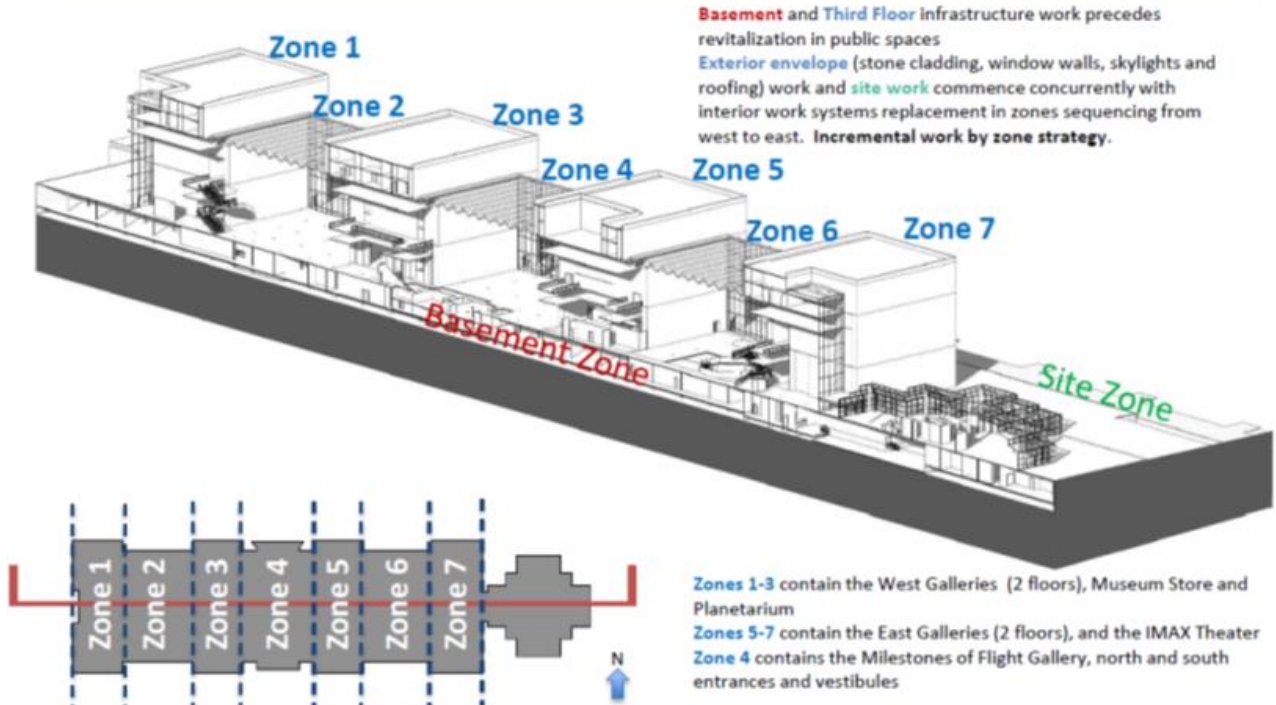 Basement and Third Floor infrastructure work precedes
revitalization in public spaces
Exterior envelope (stone cladding, window walls, skylights and
roofing) work and site work commence concurrently with
interior work systems replacement in zones sequencing from
west to east.  Incremental work by zone strategy.
Zone 1
Zone 2
Zone 3
Zone 4
Zone 5
Zone 6
Zone 7
Basement Zone
Site Zone
Zone 1
Zone 2
Zone 3
Zone 4
Zone 5
Zone 6
Zone 7
N
Zones 1-3 contain the West Galleries  (2 floors), Museum Store and
Planetarium
Zones 5-7 contain the East Galleries (2 floors), and the IMAX Theater
Zone 4 contains the Milestones of Flight Gallery, north and south
entrances and vestibules